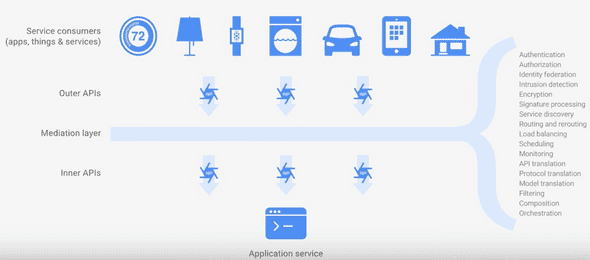 Service consumers
(apps, things & services)
72
Outer APIs
Mediation layer
Inner APIs
Application service
Authentication
Authorization
Identity federation
Intrusion detection
Encryption
Signature processing
Service discovery
Routing and rerouting
Load balancing
Scheduling
Monitoring
API translation
Protocol translation
Model translation
Filtering
Composition
Orchestration